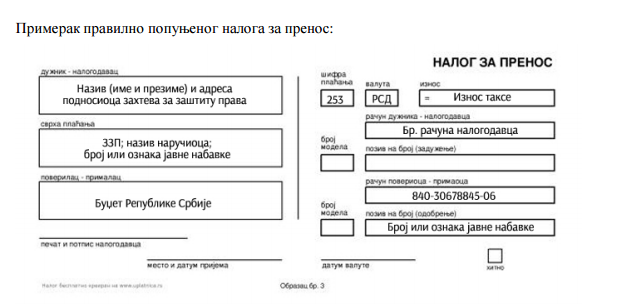 Примерак правилно попуњеног налога за пренос:
НАЛОГ ЗА ПРЕНОС
дужник - налогодавац
Назив (име и презиме) и адреса
подносиоца захтева за заштиту права
сврха плаћања
ЗЗП; назив наручиоца;
број или ознака јавне набавке
поверилац - прималац
Буџет Републике Србије
печат и потпис налогодавца
место и датум пријема
шифра
плаћања
валута
износ
253
РСД
= Износ таксе
рачун дужника - налогодавца
Бр. рачуна налогодавца
број
модела
позив на број (задужење)
рачун повериоца - примаоца
840-30678845-06
број
модела
позив на број (одобрење)
Број или ознака јавне набавке
датум валуте
хитно
Образац бр. 3